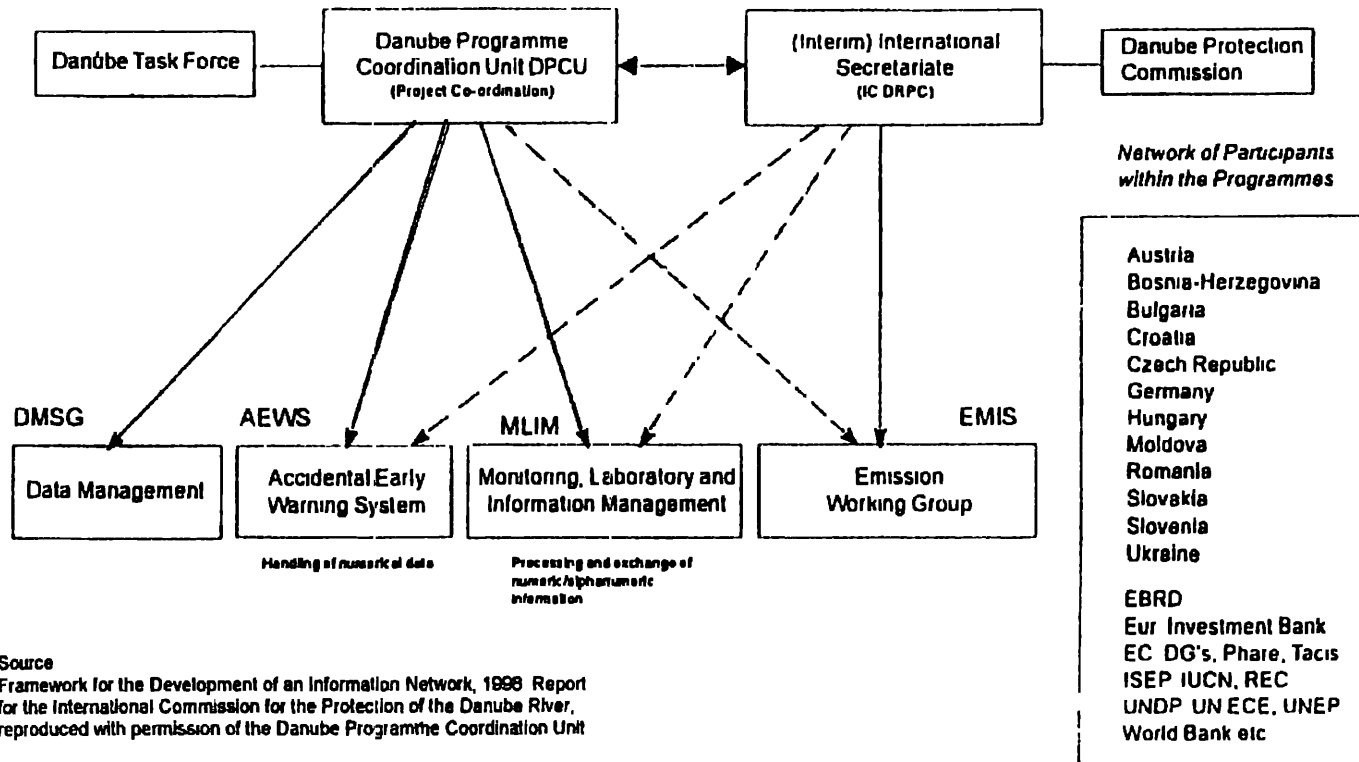 Danube Task Force
Danube Programme
Coordination Unit DPCU
(Project Co-ordination)
(Interim) International
Secretariate
(IC DRPC)
Danube Protection
Commission
Network of Participants
within the Programmes
DMSG
Data Management
AEWS
Accidental Early
Warning System
Handling of numerical data
MLIM
Monitoring, Laboratory and
Information Management
Processing and exchange of
numeric/alphanumeric
information
EMIS
Emission
Working Group
Austria
Bosnia-Herzegovina
Bulgaria
Croatia
Czech Republic
Germany
Hungary
Moldova
Romania
Slovakia
Slovenia
Ukraine
EBRD
Eur Investment Bank
EC DG's, Phare, Tacis
ISEP IUCN, REC
UNDP UN ECE, UNEP
World Bank etc
Source
Framework for the Development of an Information Network, 1996 Report
for the International Commission for the Protection of the Danube River,
reproduced with permission of the Danube Programme Coordination Unit